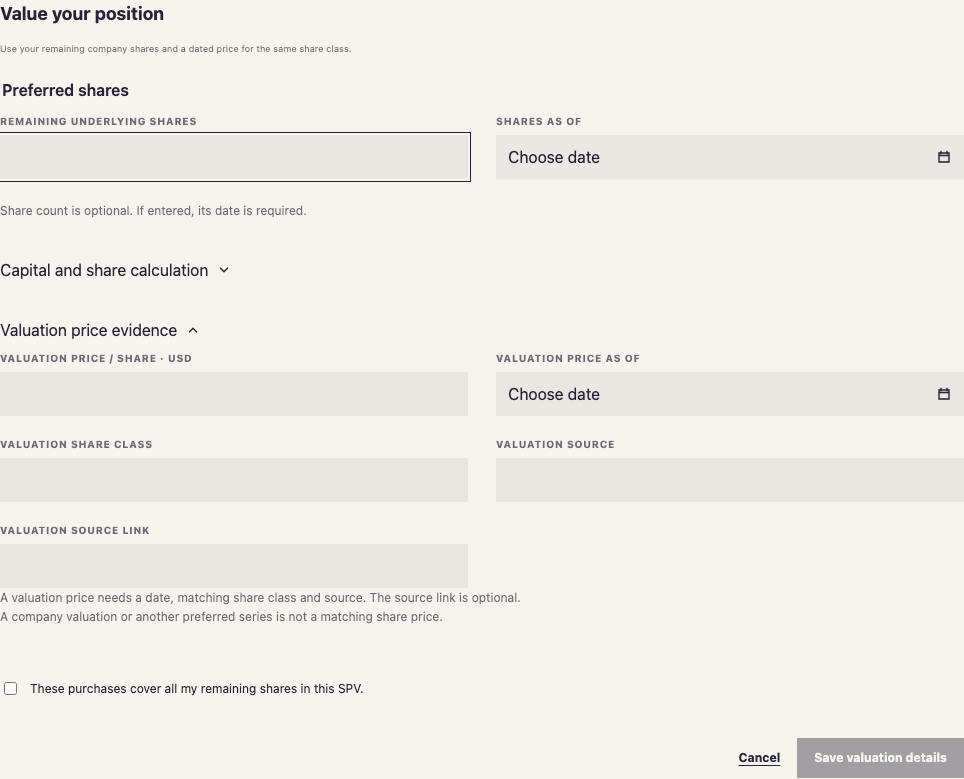 Value your position
Use your remaining company shares and a dated price for the same share class.
Preferred shares
REMAINING UNDERLYING SHARES
SHARES AS OF
Choose date
Share count is optional. If entered, its date is required.
Capital and share calculation
Valuation price evidence
VALUATION PRICE / SHARE · USD
VALUATION PRICE AS OF
Choose date
VALUATION SHARE CLASS
VALUATION SOURCE
VALUATION SOURCE LINK
A valuation price needs a date, matching share class and source. The source link is optional.
A company valuation or another preferred series is not a matching share price.
These purchases cover all my remaining shares in this SPV.
Cancel
Save valuation details